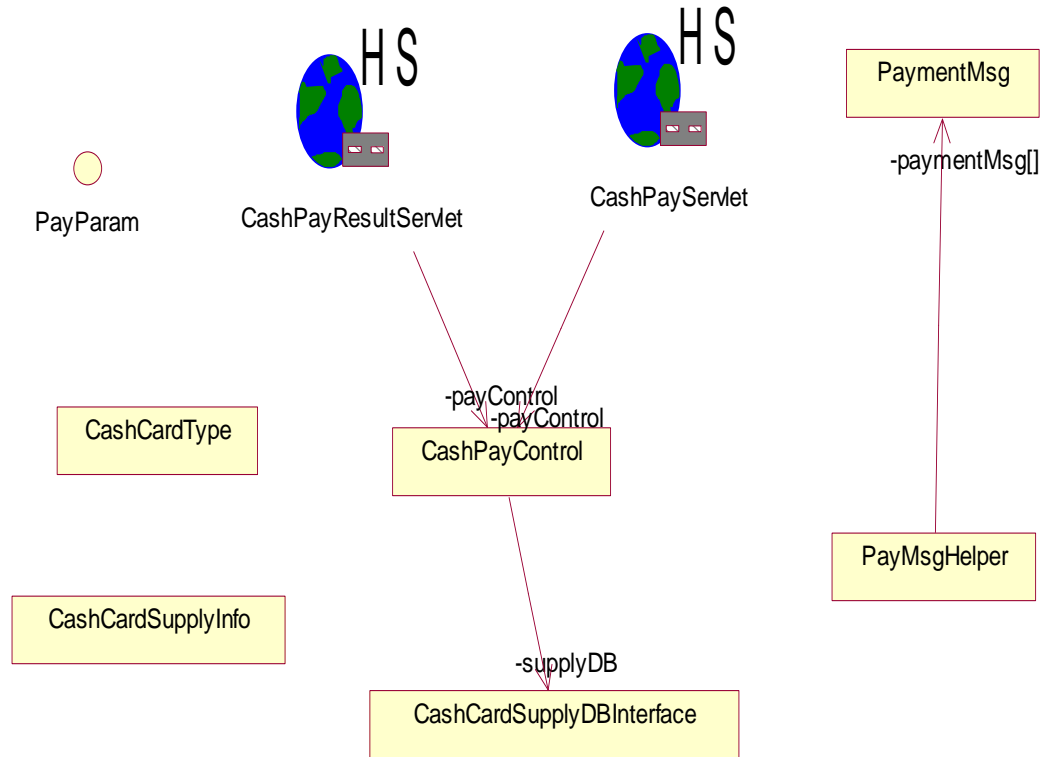 H S
H S
PaymentMsg
-paymentMsg[]
PayParam
CashPayResultServlet
CashPayServlet
-payControl
-payControl
CashCardType
CashPayControl
PayMsgHelper
CashCardSupplyInfo
-supplyDB
CashCardSupplyDBInterface